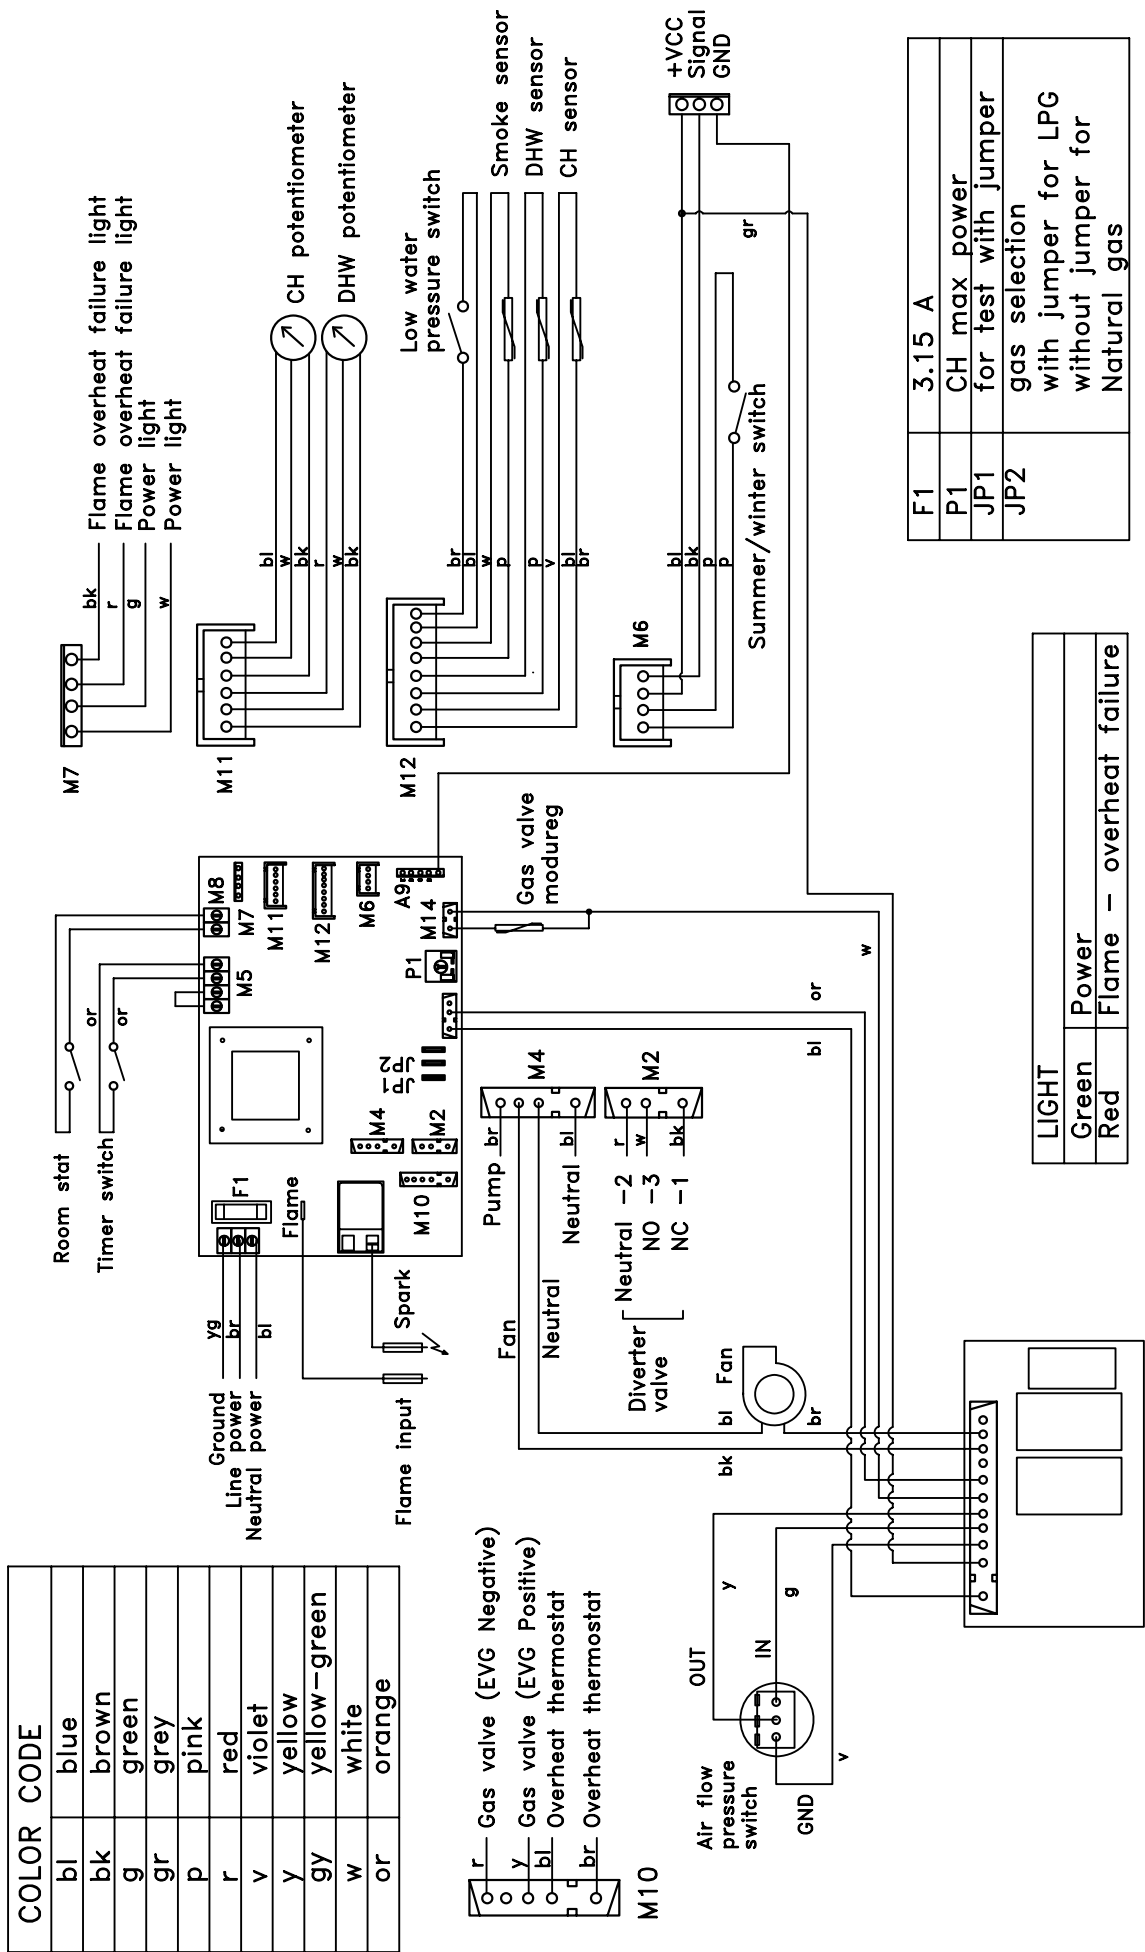 COLOR CODE
bl blue
bk brown
g green
gr grey
p pink
r red
v violet
y yellow
gy yellow-green
w white
or orange
Ground
Line power
Neutral power
yg
br
bl
F1
Flame
Flame input
Spark
Room stat
Timer switch
or
or
M5
M8
M7
M11
M12
M6
A9
M14
P1
JP2
JP1
M4
M2
M10
M7
bk
r
g
w
Flame overheat failure light
Flame overheat failure light
Power light
Power light
M11
bl
w
bk
r
w
bk
CH potentiometer
DHW potentiometer
M12
br
bl
w
p
p
v
bl
br
Low water
pressure switch
Smoke sensor
DHW sensor
CH sensor
M6
bl
bk
p
p
Summer/winter switch
gr
+VCC
Signal
GND
Gas valve
modureg
w
or
bl
M4
Pump
br
Fan
Neutral
Neutral
bl
M2
r
w
bk
Neutral -2
NO -3
NC -1
Diverter
valve
Fan
bl
br
bk
M10
r
y
bl
br
Gas valve (EVG Negative)
Gas valve (EVG Positive)
Overheat thermostat
Overheat thermostat
Air flow
pressure
switch
OUT
IN
GND
y
g
v
LIGHT
Green Power
Red Flame - overheat failure
F1 3.15 A
P1 CH max power
JP1 for test with jumper
JP2 gas selection
with jumper for LPG
without jumper for
Natural gas